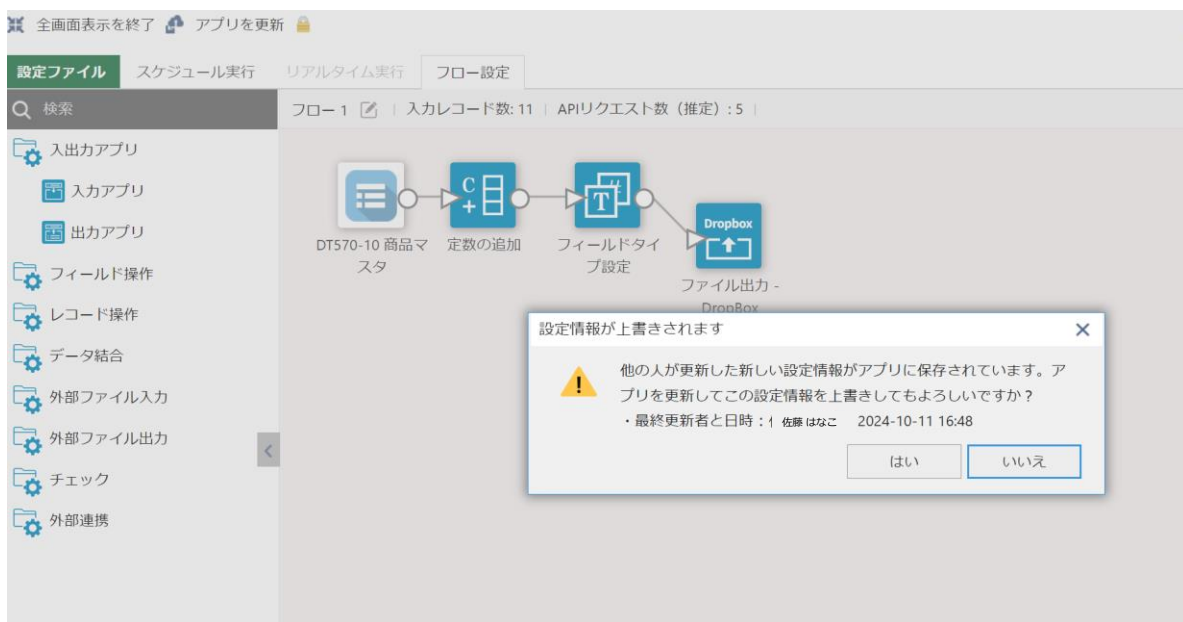 全画面表示を終了 アプリを更新
設定ファイル スケジュール実行 リアルタイム実行 フロー設定
検索
フロー 1 | 入力レコード数: 11 | APIリクエスト数（推定）: 5 |
入出力アプリ
入力アプリ
出力アプリ
フィールド操作
レコード操作
データ結合
外部ファイル入力
外部ファイル出力
チェック
外部連携
DT570-10 商品マ
スタ
C
+
定数の追加
#
T
フィールドタイ
プ設定
Dropbox
ファイル出力 -
DropBox
設定情報が上書きされます
他の人が更新した新しい設定情報がアプリに保存されています。ア
プリを更新してこの設定情報を上書きしてもよろしいですか？
・最終更新者と日時： 佐藤 はなこ 2024-10-11 16:48
はい いいえ